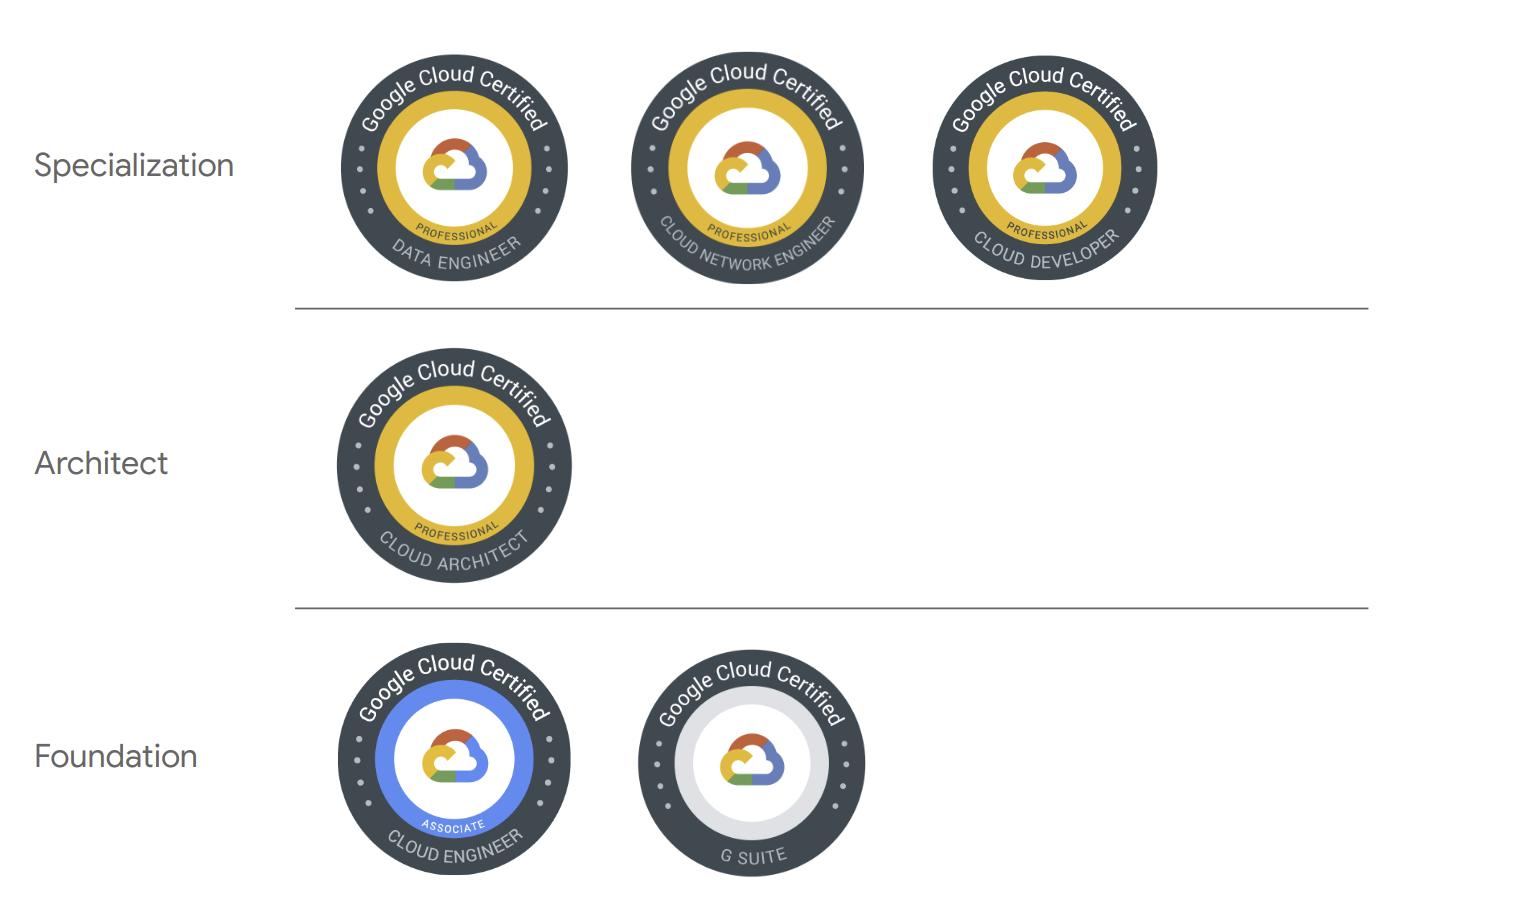 Specialization
Google Cloud Certified
PROFESSIONAL
DATA ENGINEER
Google Cloud Certified
PROFESSIONAL
CLOUD NETWORK ENGINEER
Google Cloud Certified
PROFESSIONAL
CLOUD DEVELOPER
Architect
Google Cloud Certified
PROFESSIONAL
CLOUD ARCHITECT
Foundation
Google Cloud Certified
ASSOCIATE
CLOUD ENGINEER
Google Cloud Certified
G SUITE